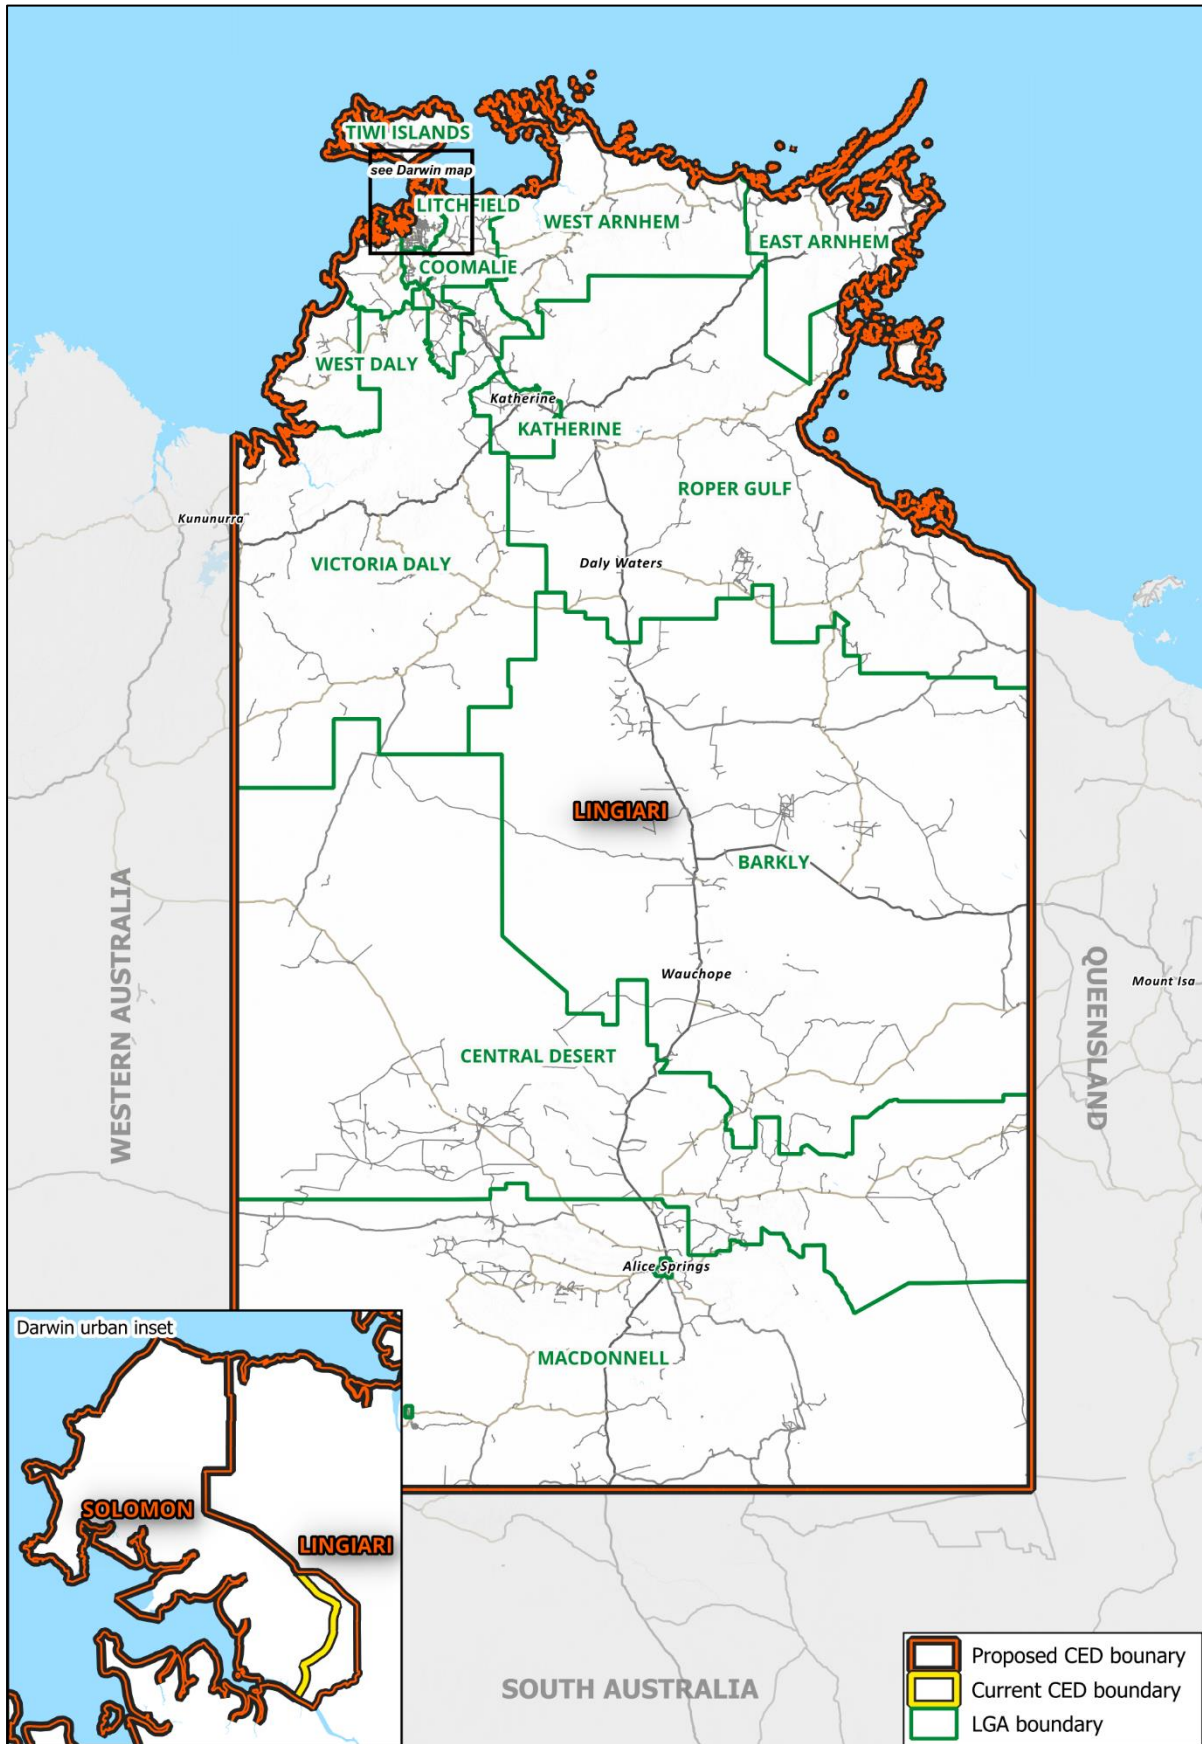 TIWI ISLANDS
see Darwin map
LITCHFIELD
WEST ARNHEM
EAST ARNHEM
COOMALIE
WEST DALY
Katherine
KATHERINE
ROPER GULF
Kununurra
VICTORIA DALY
Daly Waters
LINGIARI
BARKLY
WESTERN AUSTRALIA
QUEENSLAND
Wauchope
Mount Isa
CENTRAL DESERT
Alice Springs
MACDONNELL
Darwin urban inset
SOLOMON
LINGIARI
SOUTH AUSTRALIA
Proposed CED bounary
Current CED boundary
LGA boundary